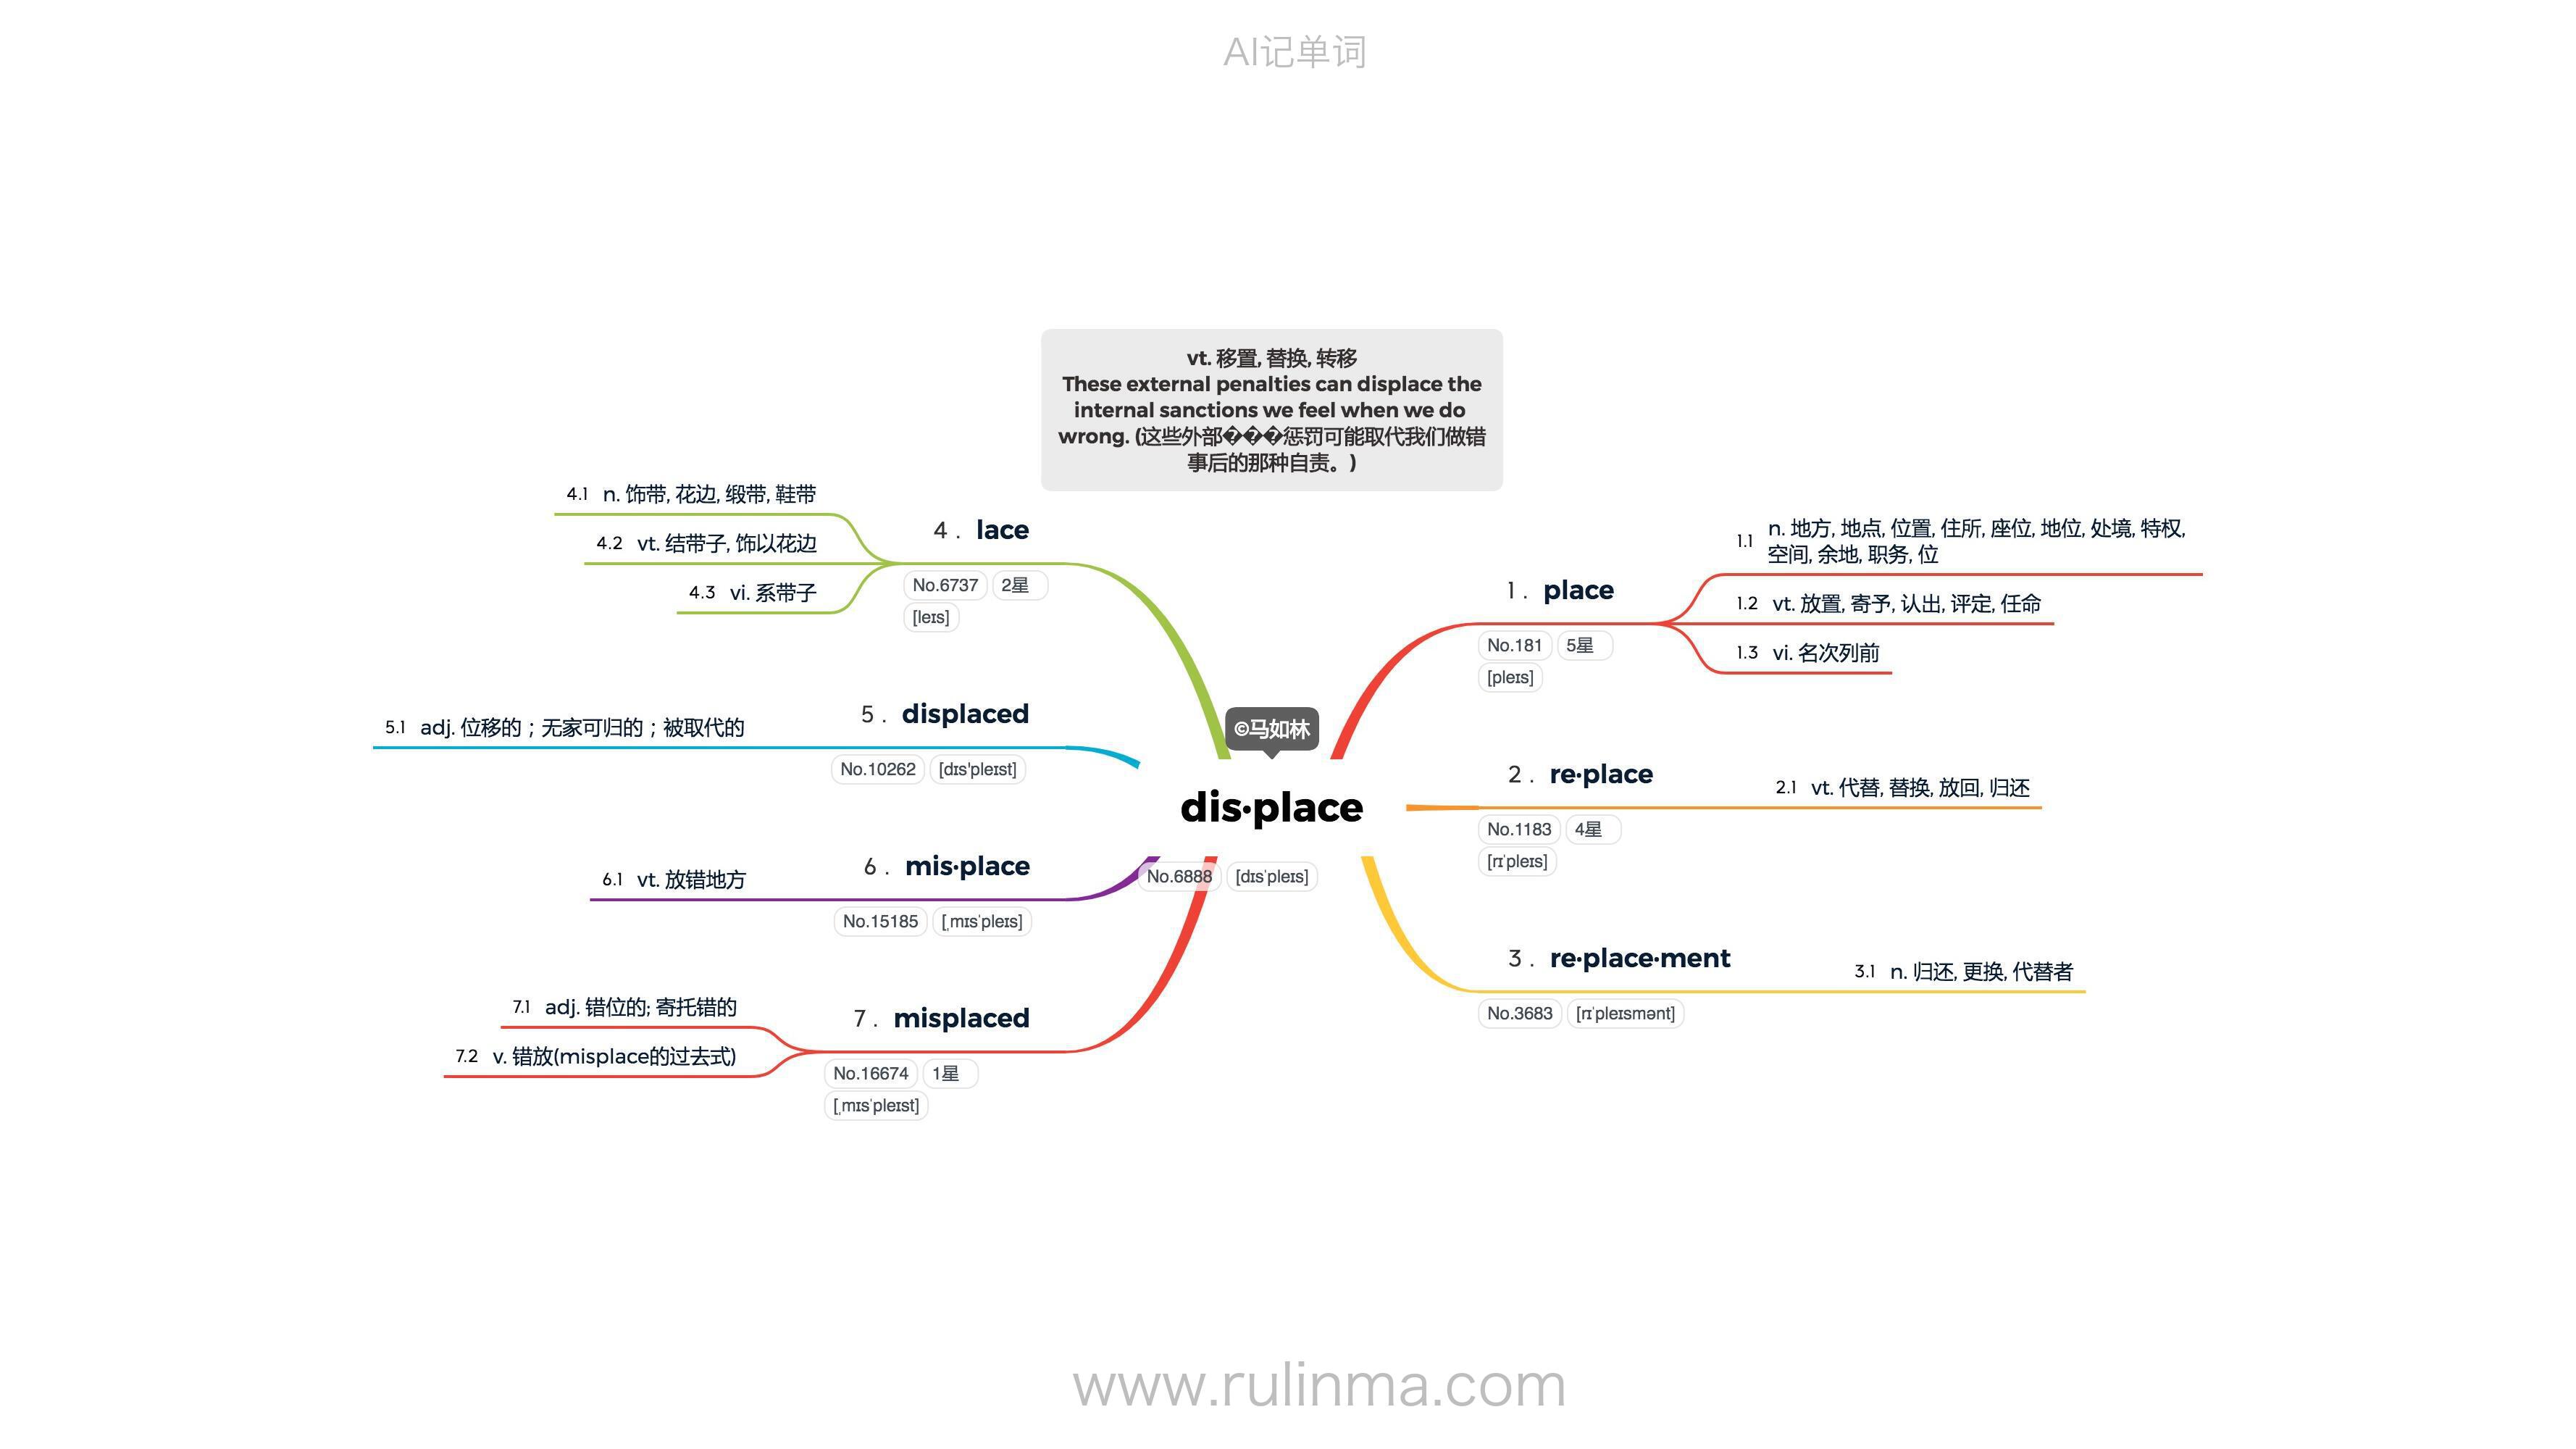 AI记单词
vt. 移置, 替换, 转移
These external penalties can displace the
internal sanctions we feel when we do
wrong. (这些外部���惩罚可能取代我们做错
事后的那种自责。)
©马如林
dis·place
No.6888 [dɪsˈpleɪs]
1 . place
No.181 5星
[pleɪs]
1.1 n. 地方, 地点, 位置, 住所, 座位, 地位, 处境, 特权,
空间, 余地, 职务, 位
1.2 vt. 放置, 寄予, 认出, 评定, 任命
1.3 vi. 名次列前
2 . re·place
No.1183 4星
[rɪˈpleɪs]
2.1 vt. 代替, 替换, 放回, 归还
3 . re·place·ment
No.3683 [rɪˈpleɪsmənt]
3.1 n. 归还, 更换, 代替者
4 . lace
No.6737 2星
[leɪs]
4.1 n. 饰带, 花边, 缎带, 鞋带
4.2 vt. 结带子, 饰以花边
4.3 vi. 系带子
5 . displaced
No.10262 [dɪs'pleɪst]
5.1 adj. 位移的；无家可归的；被取代的
6 . mis·place
No.15185 [ˌmɪsˈpleɪs]
6.1 vt. 放错地方
7 . misplaced
No.16674 1星
[ˌmɪsˈpleɪst]
7.1 adj. 错位的; 寄托错的
7.2 v. 错放(misplace的过去式)
www.rulinma.com